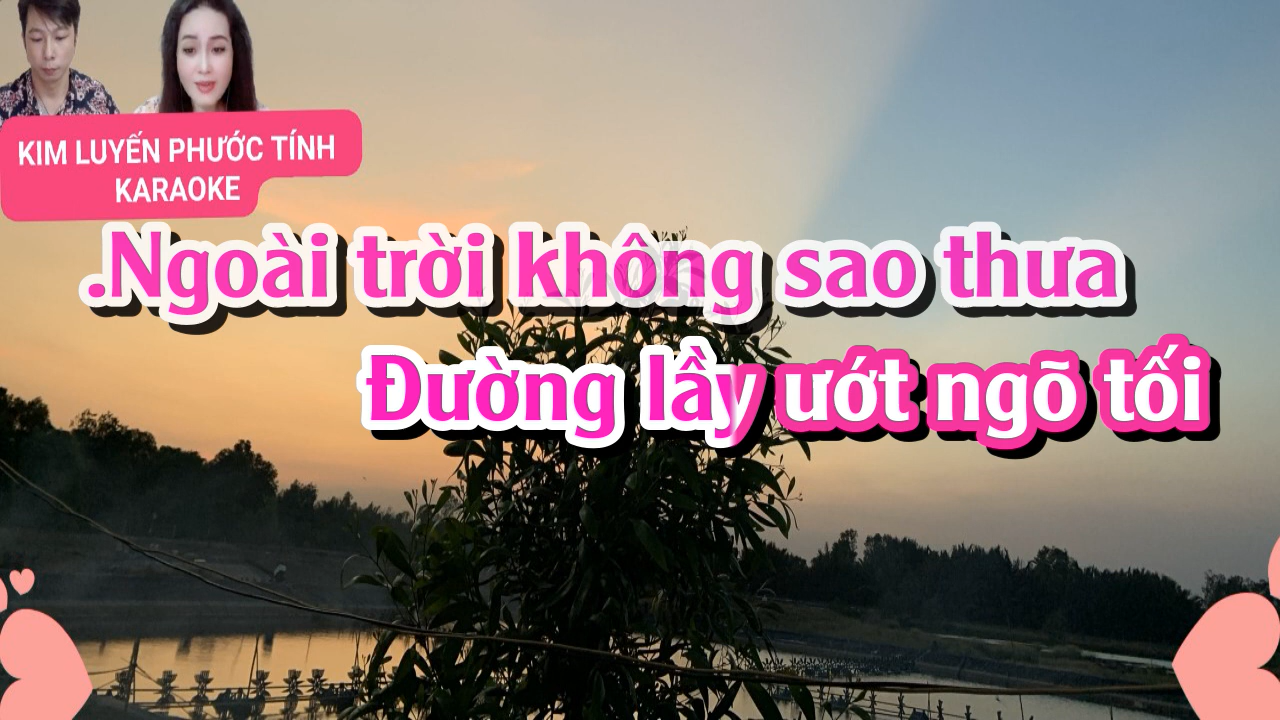 KIM LUYẾN PHƯỚC TÍNH
KARAOKE
.Ngoài trời không sao thưa
Đường lầy ướt ngõ tối